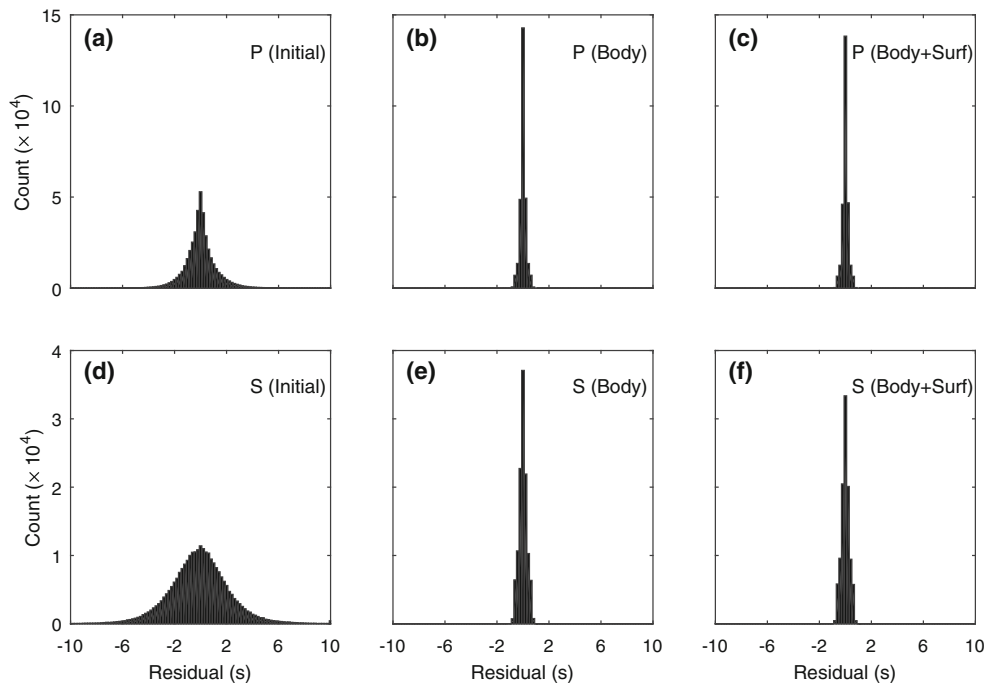 (a)
P (Initial)
(b)
P (Body)
(c)
P (Body+Surf)
15
10
5
0
Count (× 10⁴)
(d)
S (Initial)
(e)
S (Body)
(f)
S (Body+Surf)
4
3
2
1
0
Count (× 10⁴)
-10 -6 -2 2 6 10
-10 -6 -2 2 6 10
-10 -6 -2 2 6 10
Residual (s)
Residual (s)
Residual (s)